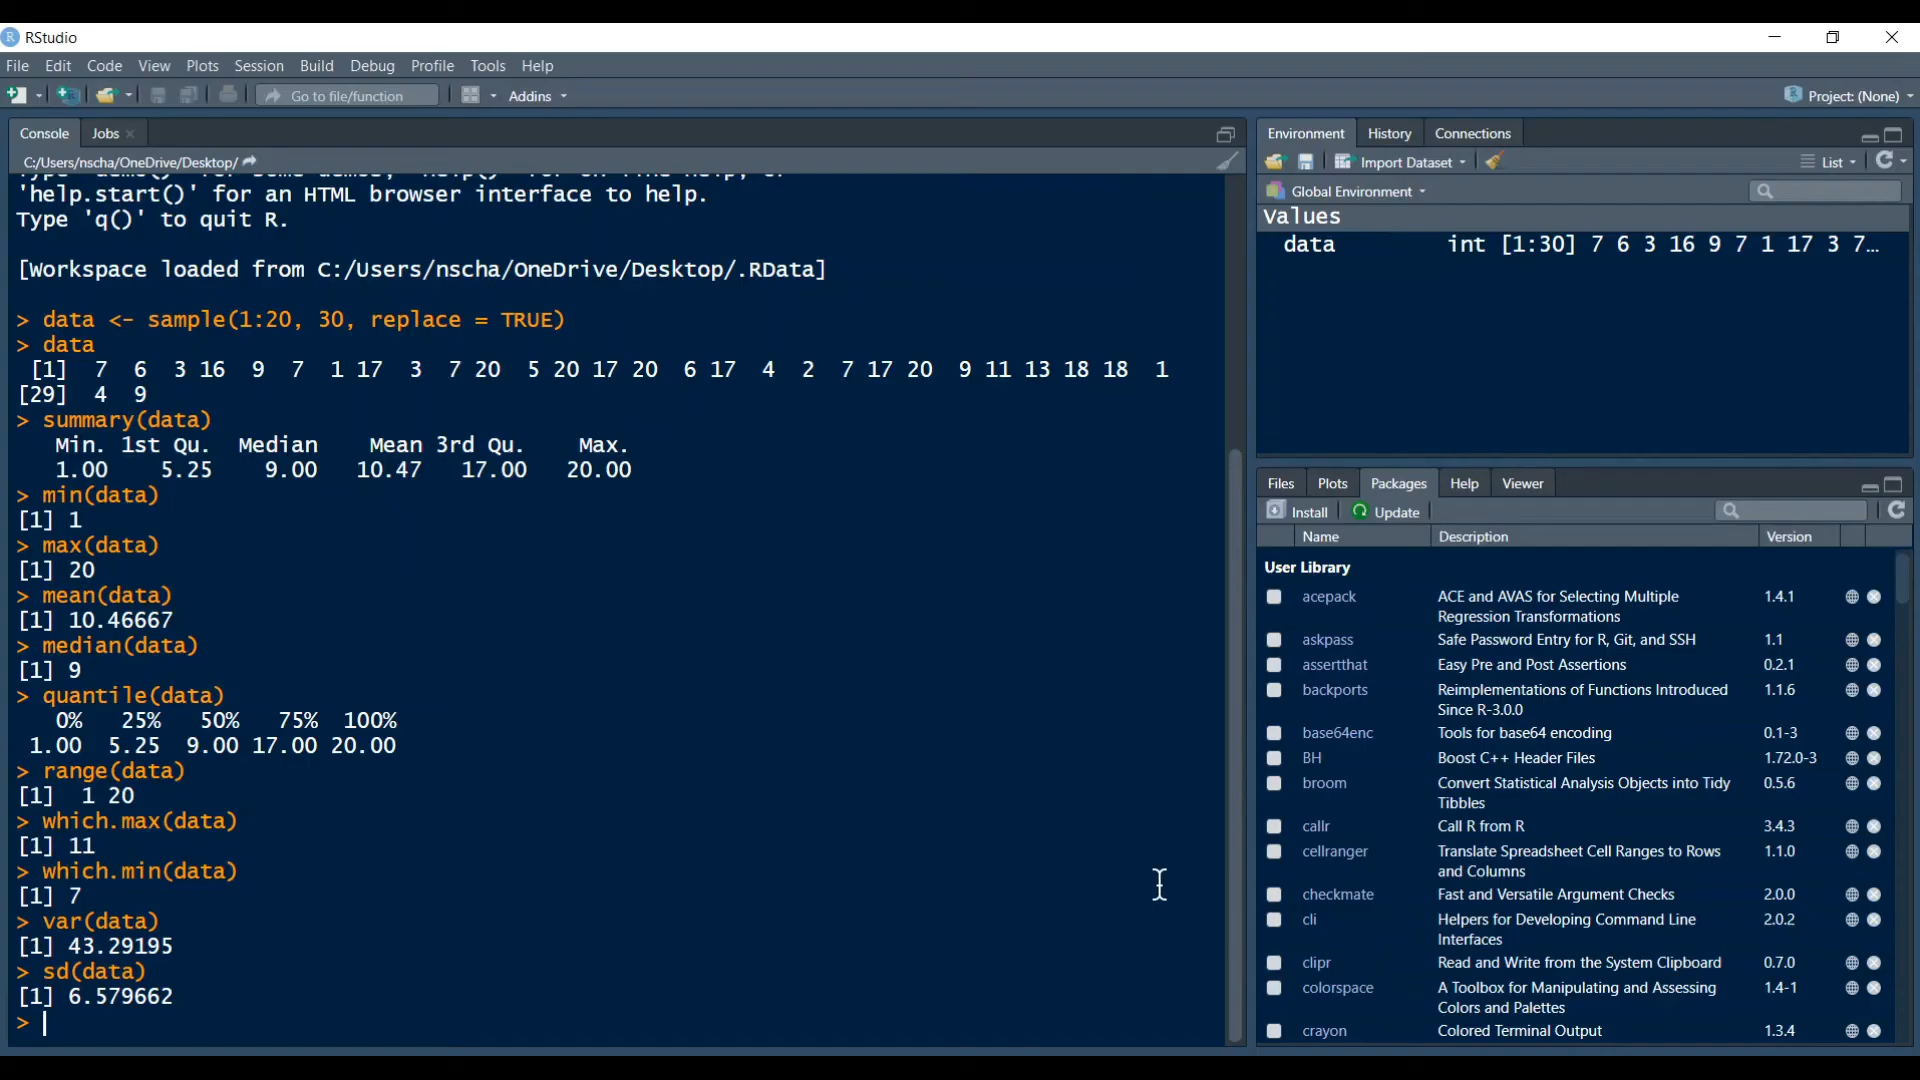 RStudio
File Edit Code View Plots Session Build Debug Profile Tools Help
Go to file/function Addins Project: (None)
Console Jobs
C:/Users/nscha/OneDrive/Desktop/
'help.start()' for an HTML browser interface to help.
Type 'q()' to quit R.
[Workspace loaded from C:/Users/nscha/OneDrive/Desktop/.RData]
> data <- sample(1:20, 30, replace = TRUE)
> data
[1] 7 6 3 16 9 7 1 17 3 7 20 5 20 17 20 6 17 4 2 7 17 20 9 11 13 18 18 1
[29] 4 9
> summary(data)
Min. 1st Qu. Median Mean 3rd Qu. Max.
1.00 5.25 9.00 10.47 17.00 20.00
> min(data)
[1] 1
> max(data)
[1] 20
> mean(data)
[1] 10.46667
> median(data)
[1] 9
> quantile(data)
0% 25% 50% 75% 100%
1.00 5.25 9.00 17.00 20.00
> range(data)
[1] 1 20
> which.max(data)
[1] 11
> which.min(data)
[1] 7
> var(data)
[1] 43.29195
> sd(data)
[1] 6.579662
>
Environment History Connections
Import Dataset List
Global Environment
Values
data int [1:30] 7 6 3 16 9 7 1 17 3 7...
Files Plots Packages Help Viewer
Install Update
Name Description Version
User Library
acepack ACE and AVAS for Selecting Multiple 1.4.1
Regression Transformations
askpass Safe Password Entry for R, Git, and SSH 1.1
assertthat Easy Pre and Post Assertions 0.2.1
backports Reimplementations of Functions Introduced 1.1.6
Since R-3.0.0
base64enc Tools for base64 encoding 0.1-3
BH Boost C++ Header Files 1.72.0-3
broom Convert Statistical Analysis Objects into Tidy 0.5.6
Tibbles
callr Call R from R 3.4.3
cellranger Translate Spreadsheet Cell Ranges to Rows 1.1.0
and Columns
checkmate Fast and Versatile Argument Checks 2.0.0
cli Helpers for Developing Command Line 2.0.2
Interfaces
clipr Read and Write from the System Clipboard 0.7.0
colorspace A Toolbox for Manipulating and Assessing 1.4-1
Colors and Palettes
crayon Colored Terminal Output 1.3.4